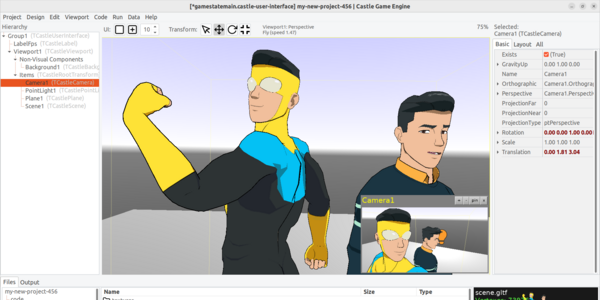 [*gamestatemain.castle-user-interface] my-new-project-456 | Castle Game Engine
Project Design Edit Viewport Code Run Data Help
Hierarchy
Group1 (TCastleUserInterface)
LabelFps (TCastleLabel)
Viewport1 (TCastleViewport)
Non-Visual Components
Background1 (TCastleBackg
Items (TCastleRootTransform
Camera1 (TCastleCamera)
PointLight1 (TCastlePointLi
Plane1 (TCastlePlane)
Scene1 (TCastleScene)
UI: 10 Transform:
Viewport1: Perspective
Fly (speed 1.4f)
75%
Camera1
Selected:
Camera1 (TCastleCamera)
Basic Layout All
Exists (True)
GravityUp 0.00 1.00 0.00
Name Camera1
Orthographic Camera1.Orthogra
Perspective Camera1.Perspectiv
ProjectionFar 0
ProjectionNear 0
ProjectionType ptPerspective
Rotation 0.00 0.00 1.00 0.00
Scale 1.00 1.00 1.00
Translation 0.00 1.81 3.04
Files Output
my-new-project-456
code
Name Size Type
scene.gltf